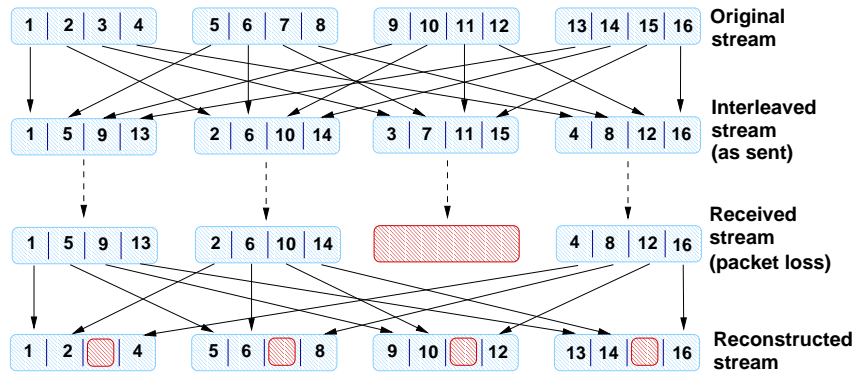 1 2 3 4 5 6 7 8 9 10 11 12 13 14 15 16
Original
stream
1 5 9 13 2 6 10 14 3 7 11 15 4 8 12 16
Interleaved
stream
(as sent)
1 5 9 13 2 6 10 14 4 8 12 16
Received
stream
(packet loss)
1 2 4 5 6 8 9 10 12 13 14 16
Reconstructed
stream